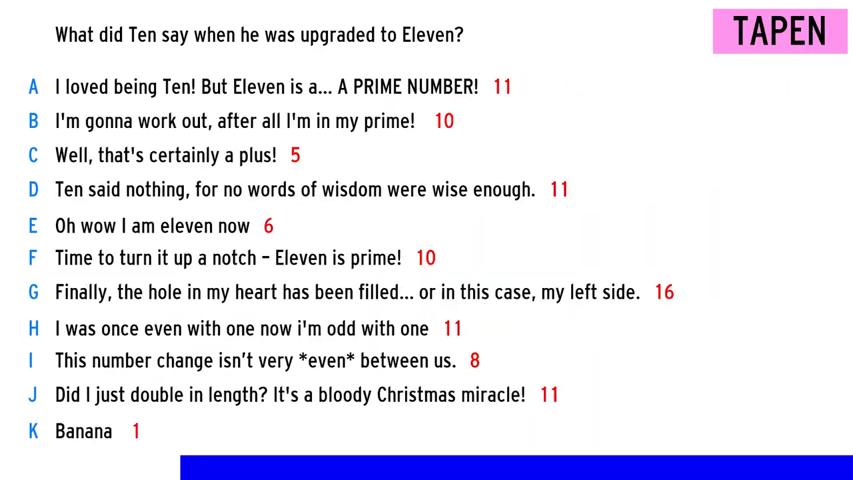 What did Ten say when he was upgraded to Eleven?
TAPEN
A I loved being Ten! But Eleven is a... A PRIME NUMBER! 11
B I'm gonna work out, after all I'm in my prime! 10
C Well, that's certainly a plus! 5
D Ten said nothing, for no words of wisdom were wise enough. 11
E Oh wow I am eleven now 6
F Time to turn it up a notch – Eleven is prime! 10
G Finally, the hole in my heart has been filled... or in this case, my left side. 16
H I was once even with one now i'm odd with one 11
I This number change isn’t very *even* between us. 8
J Did I just double in length? It's a bloody Christmas miracle! 11
K Banana 1